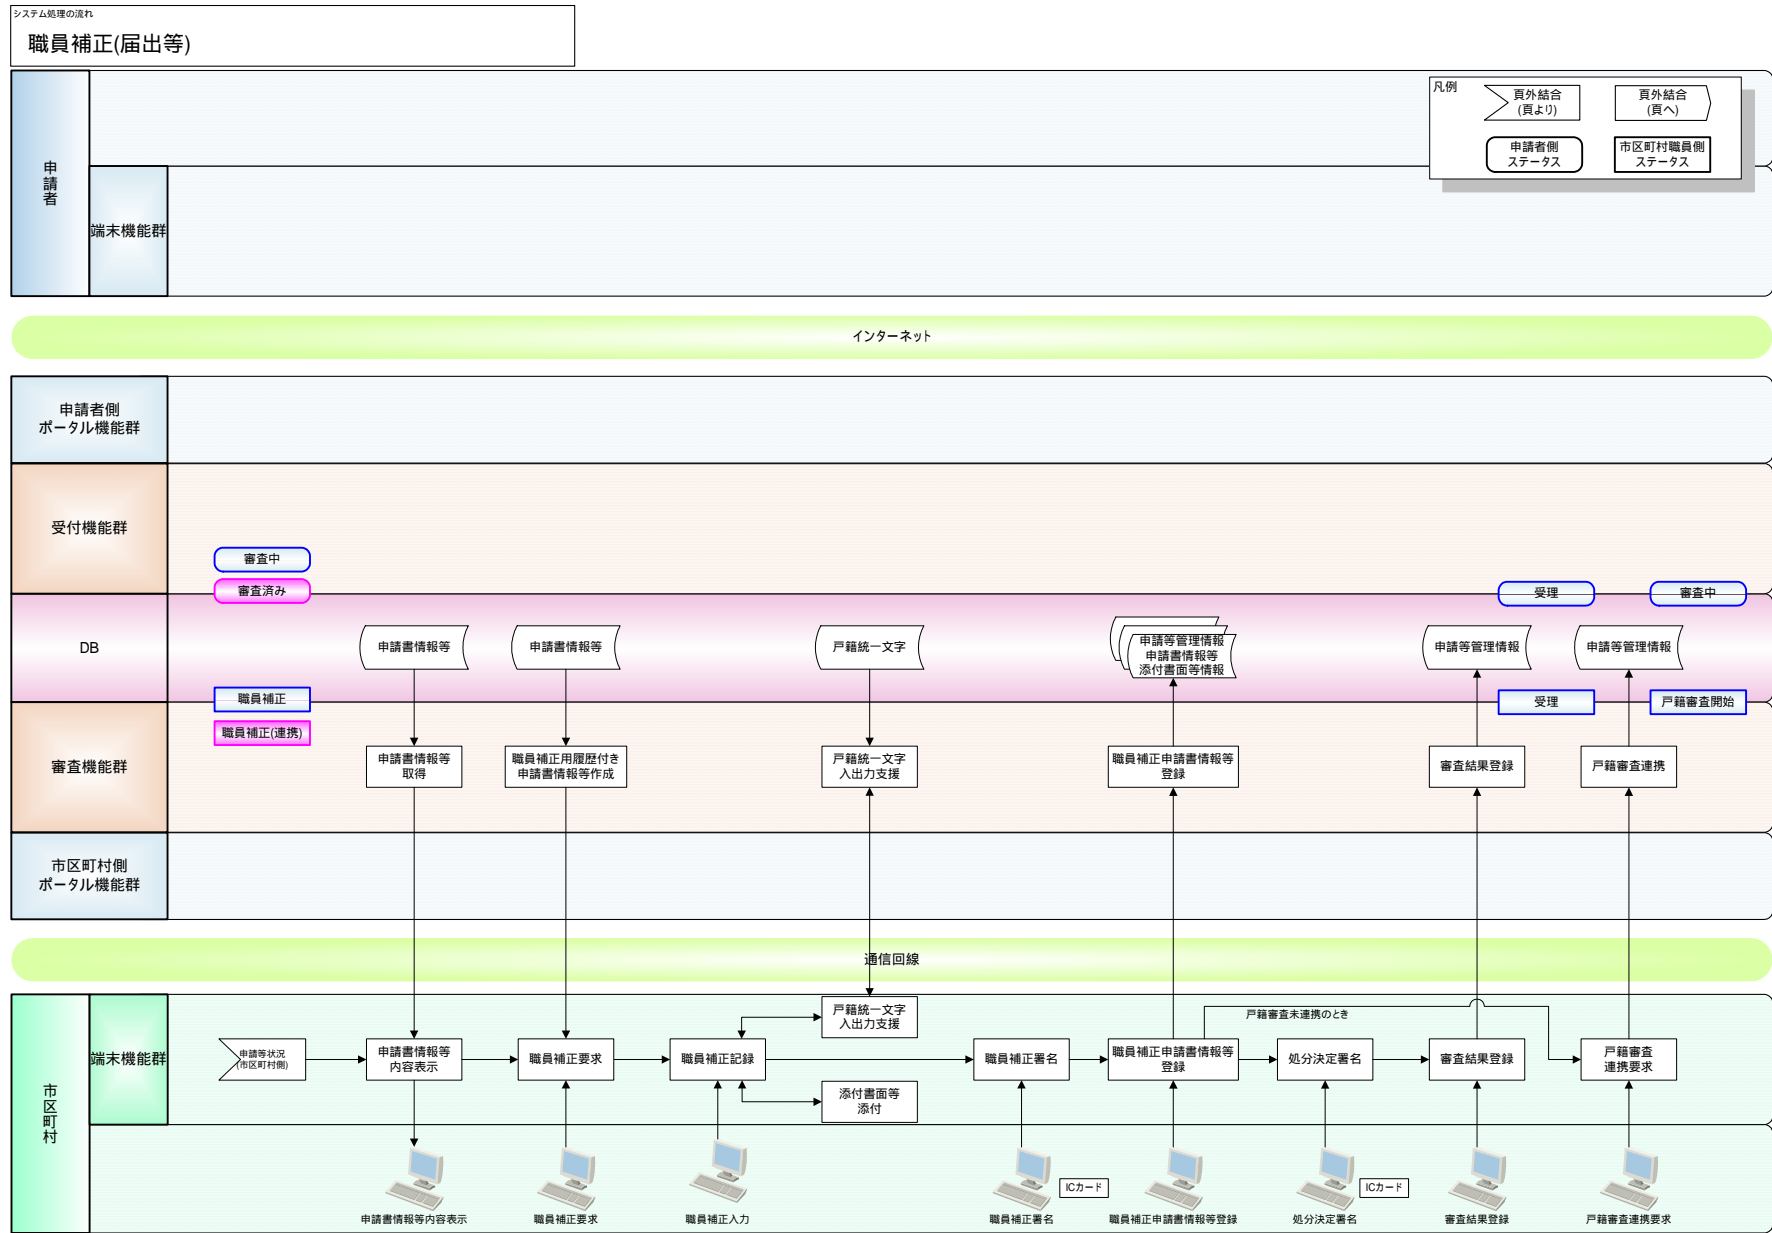 システム処理の流れ
職員補正(届出等)
凡例
頁外結合
(頁より)
頁外結合
(頁へ)
申請者側
ステータス
市区町村職員側
ステータス
申請者
端末機能群
インターネット
申請者側
ポータル機能群
受付機能群
審査中
審査済み
受理
審査中
DB
申請書情報等
申請書情報等
戸籍統一文字
申請等管理情報
申請書情報等
添付書面等情報
申請等管理情報
申請等管理情報
職員補正
職員補正(連携)
受理
戸籍審査開始
審査機能群
申請書情報等
取得
職員補正用履歴付き
申請書情報等作成
戸籍統一文字
入出力支援
職員補正申請書情報等
登録
審査結果登録
戸籍審査連携
市区町村側
ポータル機能群
通信回線
市区町村
端末機能群
申請等状況
(市区町村側)
申請書情報等
内容表示
職員補正要求
職員補正記録
戸籍統一文字
入出力支援
添付書面等
添付
職員補正署名
職員補正申請書情報等
登録
戸籍審査未連携のとき
処分決定署名
審査結果登録
戸籍審査
連携要求
申請書情報等内容表示
職員補正要求
職員補正入力
職員補正署名
ICカード
職員補正申請書情報等登録
処分決定署名
ICカード
審査結果登録
戸籍審査連携要求